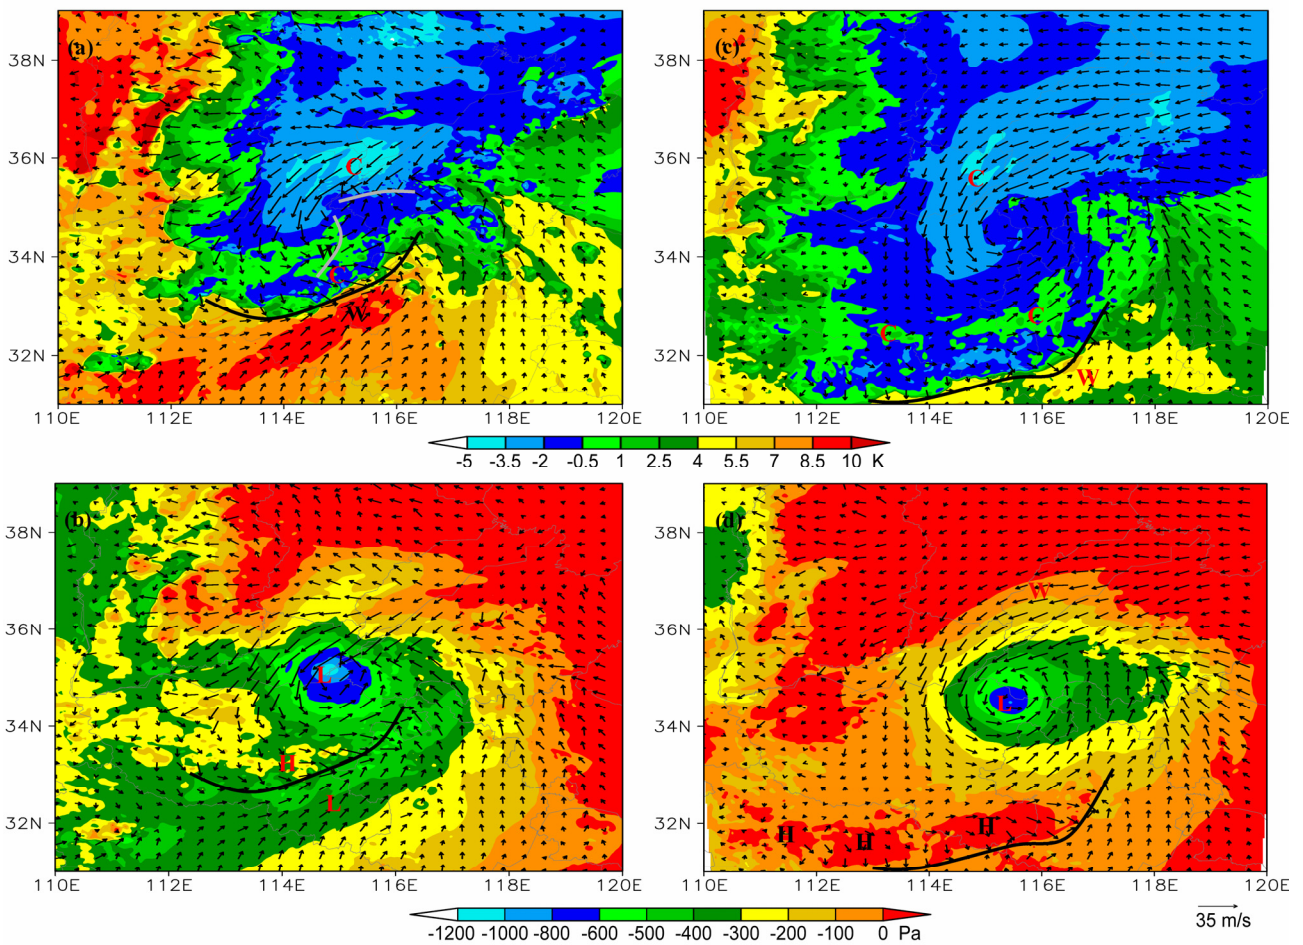 (a)
(c)
38N
36N
34N
32N
C
W
C
W
110E
112E
114E
116E
118E
120E
38N
36N
34N
32N
C
C
C
W
110E
112E
114E
116E
118E
120E
-5 -3.5 -2 -0.5 1 2.5 4 5.5 7 8.5 10 K
(b)
(d)
38N
36N
34N
32N
L
H
L
110E
112E
114E
116E
118E
120E
38N
36N
34N
32N
W
L
H
H
H
110E
112E
114E
116E
118E
120E
-1200 -1000 -800 -600 -500 -400 -300 -200 -100 0 Pa
35 m/s